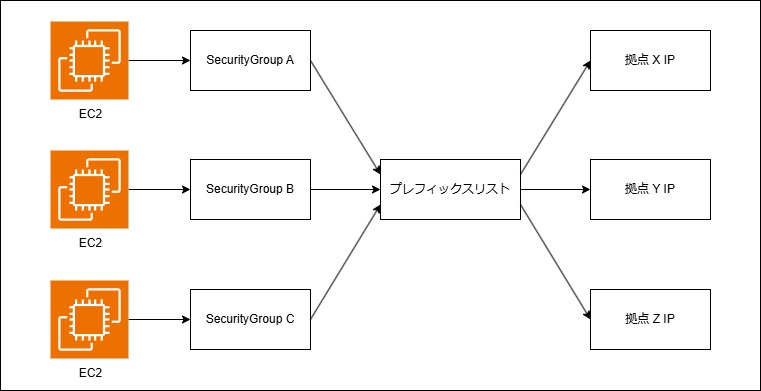 SecurityGroup A
拠点 X IP
EC2
SecurityGroup B
プレフィックスリスト
拠点 Y IP
EC2
SecurityGroup C
拠点 Z IP
EC2